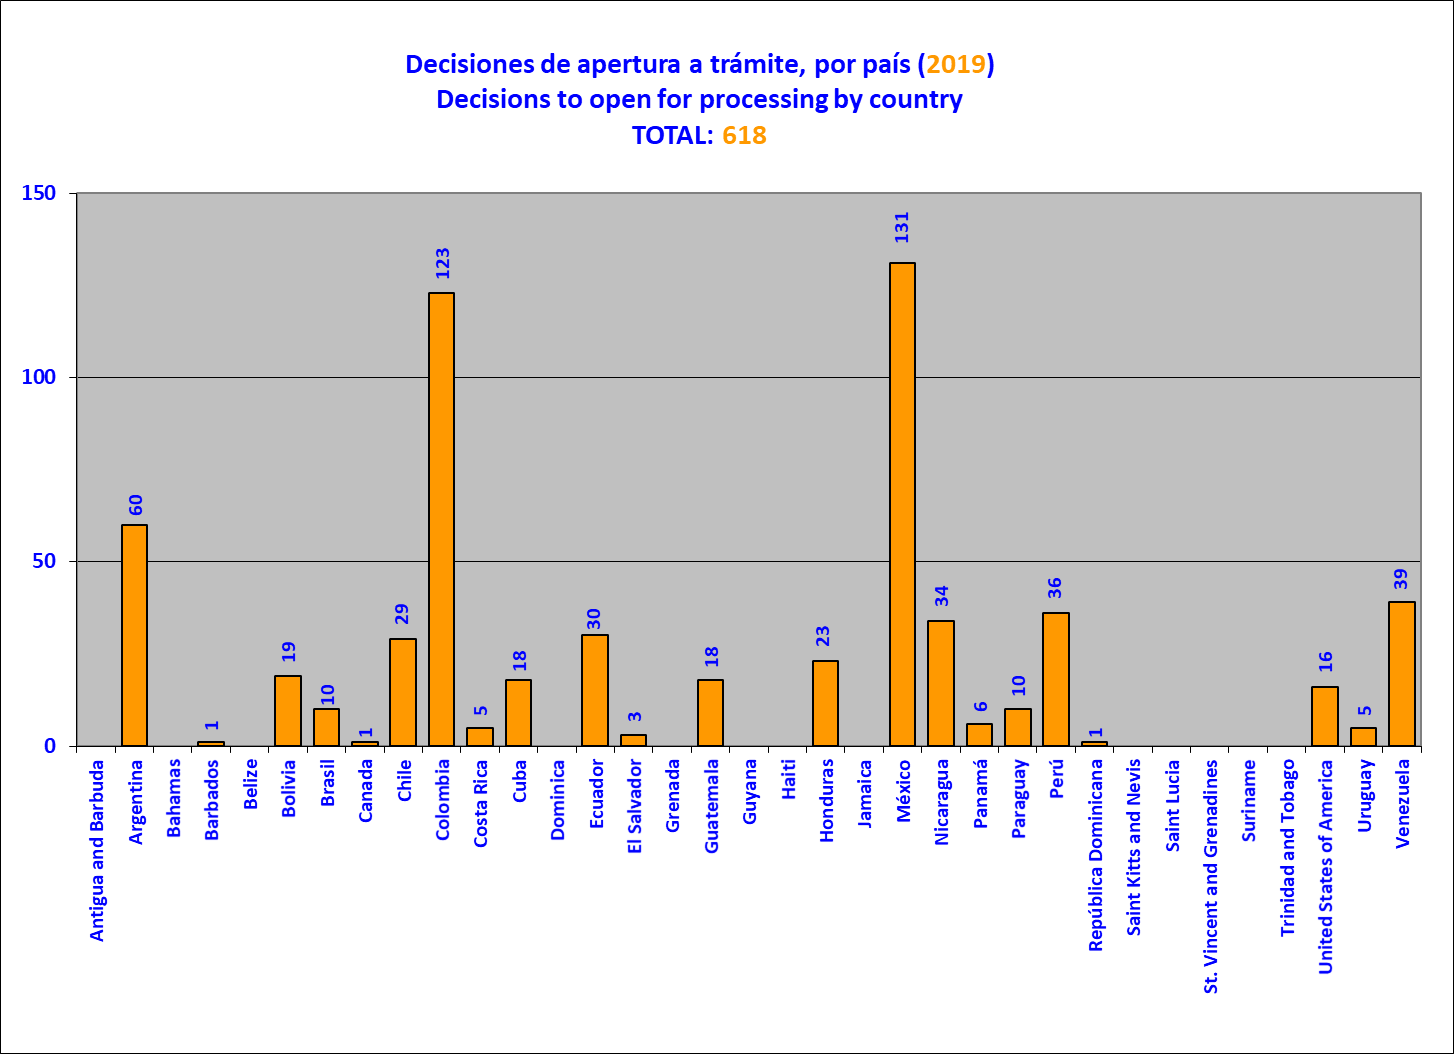 Decisiones de apertura a trámite, por país (2019)
Decisions to open for processing by country
TOTAL: 618
150
100
50
0
60
1
19
10
1
29
123
5
18
30
3
18
23
131
34
6
10
36
1
16
5
39
Antigua and Barbuda
Argentina
Bahamas
Barbados
Belize
Bolivia
Brasil
Canada
Chile
Colombia
Costa Rica
Cuba
Dominica
Ecuador
El Salvador
Grenada
Guatemala
Guyana
Haiti
Honduras
Jamaica
México
Nicaragua
Panamá
Paraguay
Perú
República Dominicana
Saint Kitts and Nevis
Saint Lucia
St. Vincent and Grenadines
Suriname
Trinidad and Tobago
United States of America
Uruguay
Venezuela